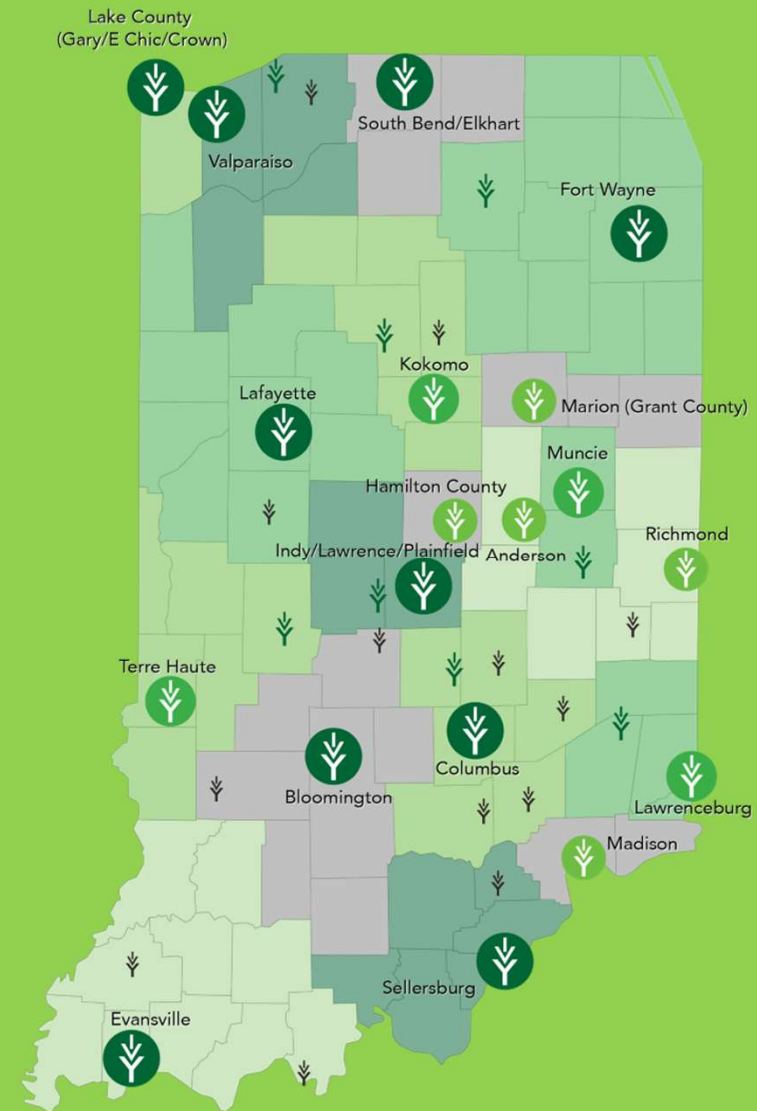 Lake County
(Gary/E Chic/Crown)
South Bend/Elkhart
Valparaiso
Fort Wayne
Kokomo
Lafayette
Marion (Grant County)
Muncie
Hamilton County
Richmond
Indy/Lawrence/Plainfield
Anderson
Terre Haute
Columbus
Bloomington
Lawrenceburg
Madison
Sellersburg
Evansville